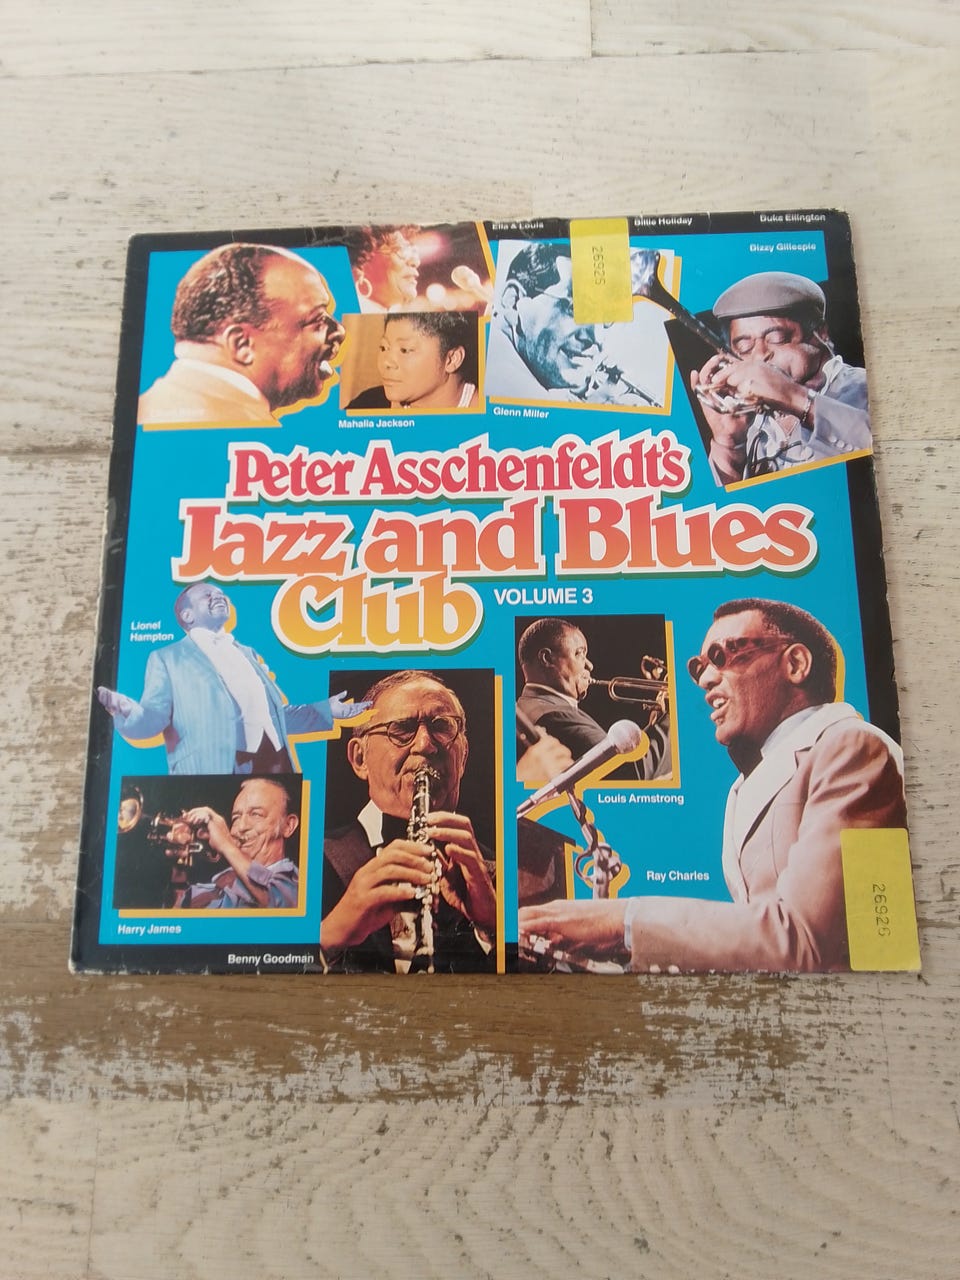 Ella & Louis
Billie Holiday
Duke Ellington
Dizzy Gillespie
26925
Mahalia Jackson
Glenn Miller
Peter Asschenfeldt's
Jazz and Blues
Club
VOLUME 3
Lionel
Hampton
Louis Armstrong
Ray Charles
26926
Harry James
Benny Goodman